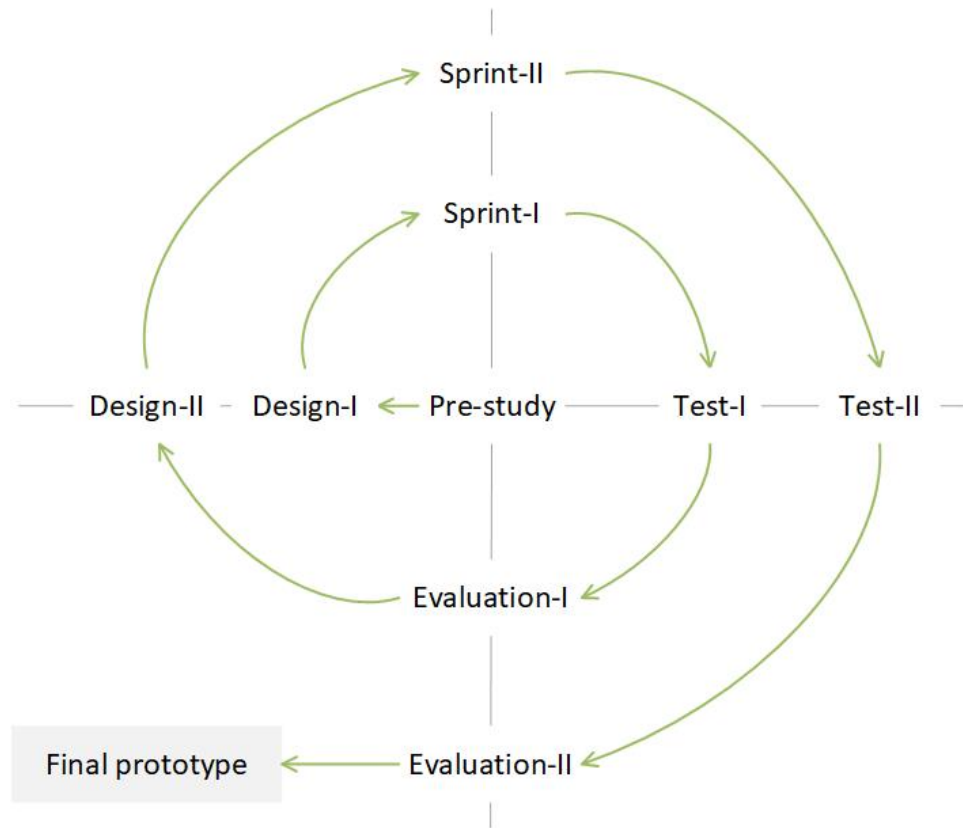 Sprint-II
Sprint-I
Design-II
Design-I
Pre-study
Test-I
Test-II
Evaluation-I
Final prototype
Evaluation-II